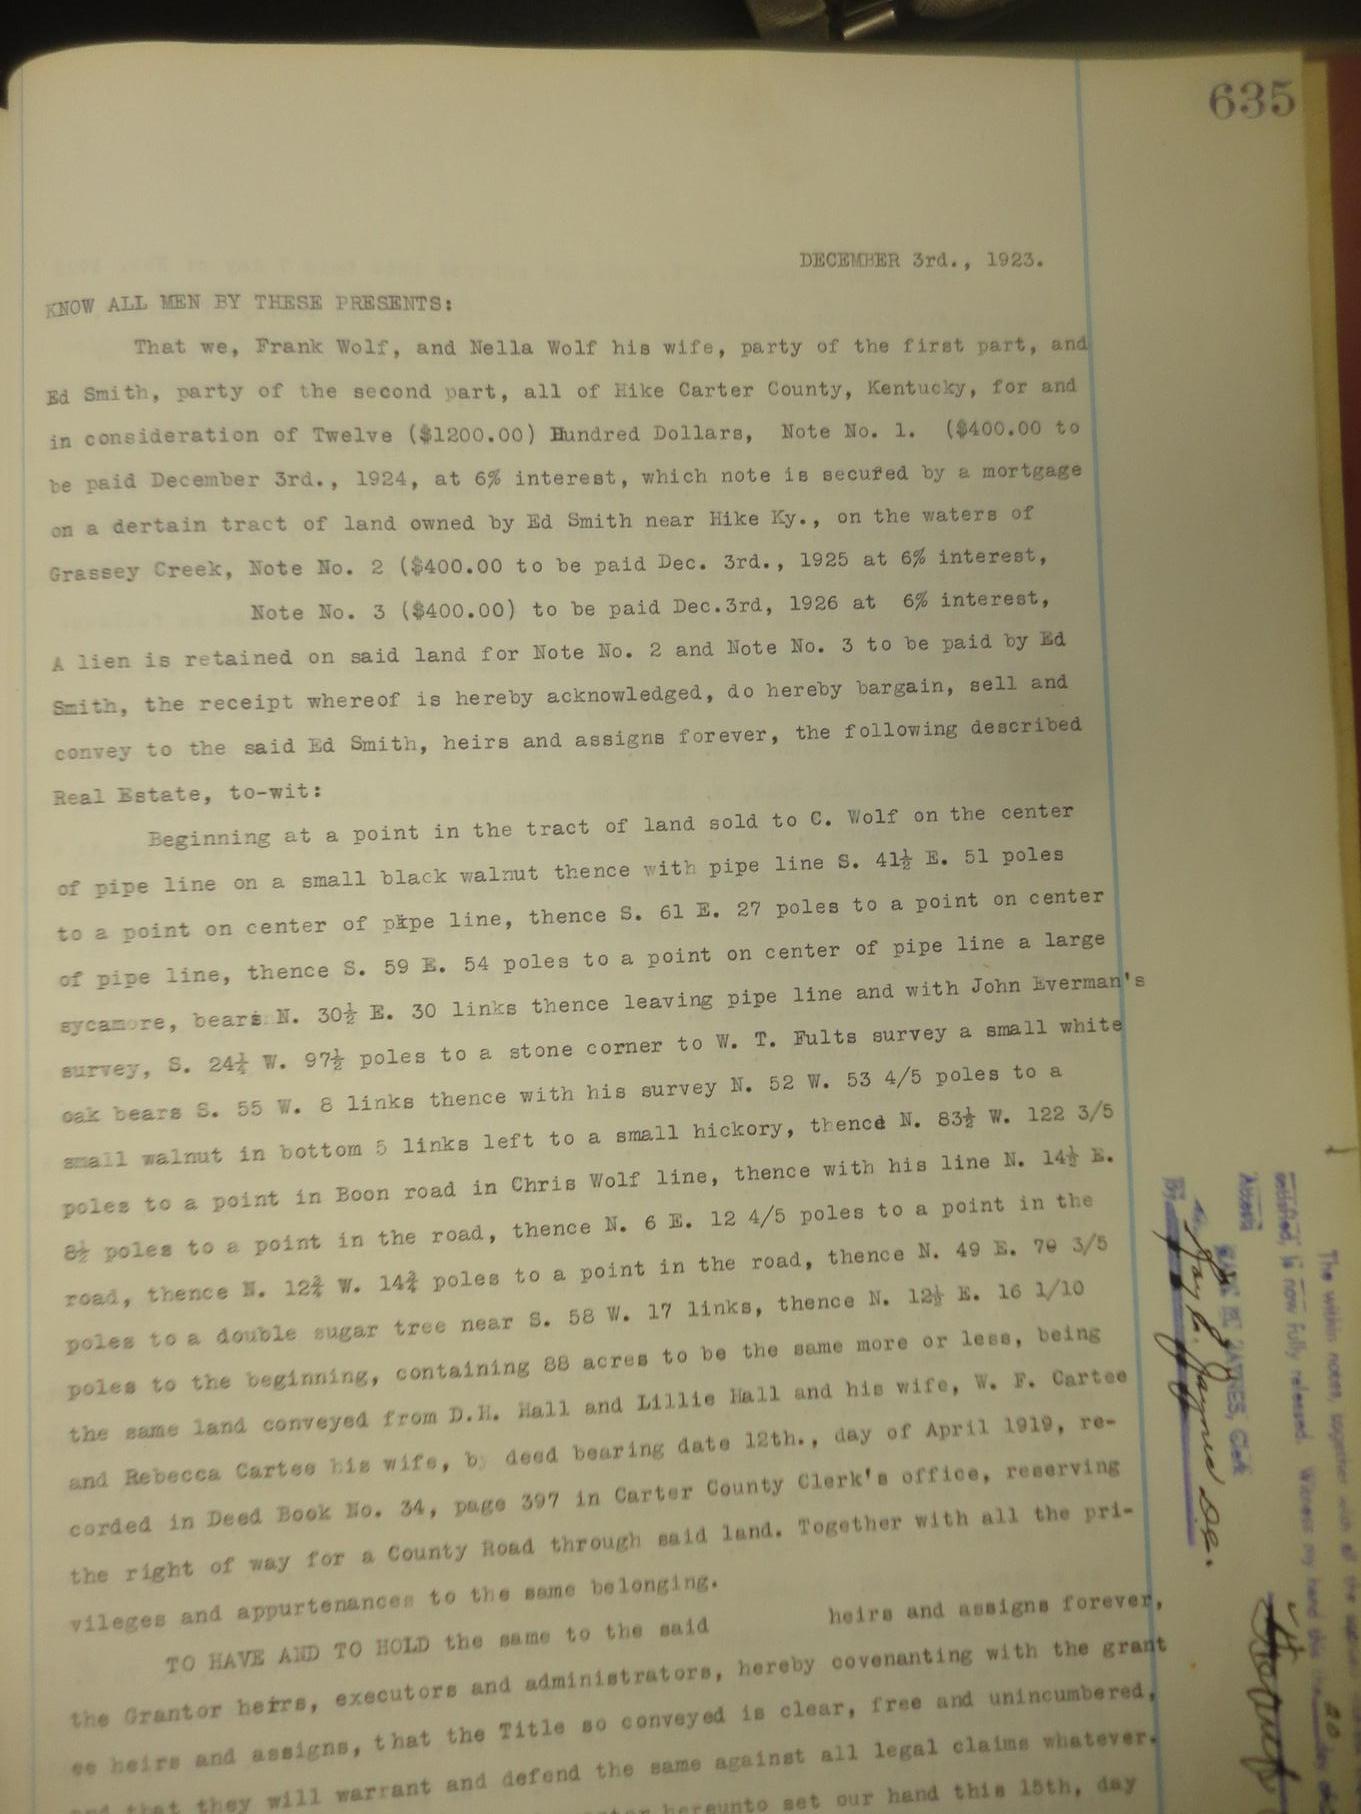 635
DECEMBER 3rd., 1923.
KNOW ALL MEN BY THESE PRESENTS:
That we, Frank Wolf, and Nella Wolf his wife, party of the first part, and
Ed Smith, party of the second part, all of Hike Carter County, Kentucky, for and
in consideration of Twelve ($1200.00) Hundred Dollars, Note No. 1. ($400.00 to
be paid December 3rd., 1924, at 6% interest, which note is secured by a mortgage
on a dertain tract of land owned by Ed Smith near Hike Ky., on the waters of
Grassey Creek, Note No. 2 ($400.00 to be paid Dec. 3rd., 1925 at 6% interest,
Note No. 3 ($400.00) to be paid Dec.3rd, 1926 at 6% interest,
A lien is retained on said land for Note No. 2 and Note No. 3 to be paid by Ed
Smith, the receipt whereof is hereby acknowledged, do hereby bargain, sell and
convey to the said Ed Smith, heirs and assigns forever, the following described
Real Estate, to-wit:
Beginning at a point in the tract of land sold to C. Wolf on the center
of pipe line on a small black walnut thence with pipe line S. 41½ E. 51 poles
to a point on center of pipe line, thence S. 61 E. 27 poles to a point on center
of pipe line, thence S. 59 E. 54 poles to a point on center of pipe line a large
sycamore, bears N. 30½ E. 30 links thence leaving pipe line and with John Everman's
survey, S. 24¼ W. 97½ poles to a stone corner to W. T. Fults survey a small white
oak bears S. 55 W. 8 links thence with his survey N. 52 W. 53 4/5 poles to a
small walnut in bottom 5 links left to a small hickory, thence N. 83½ W. 122 3/5
poles to a point in Boon road in Chris Wolf line, thence with his line N. 14½ E.
8½ poles to a point in the road, thence N. 6 E. 12 4/5 poles to a point in the
road, thence N. 12¾ W. 14¾ poles to a point in the road, thence N. 49 E. 70 3/5
poles to a double sugar tree near S. 58 W. 17 links, thence N. 12½ E. 16 1/10
poles to the beginning, containing 88 acres to be the same more or less, being
the same land conveyed from D.H. Hall and Lillie Hall and his wife, W. F. Cartee
and Rebecca Cartee his wife, by deed bearing date 12th., day of April 1919, re-
corded in Deed Book No. 34, page 397 in Carter County Clerk's office, reserving
the right of way for a County Road through said land. Together with all the pri-
vileges and appurtenances to the same belonging.
TO HAVE AND TO HOLD the same to the said heirs and assigns forever,
the Grantor heirs, executors and administrators, hereby covenanting with the grant
ee heirs and assigns, that the Title so conveyed is clear, free and unincumbered,
and that they will warrant and defend the same against all legal claims whatever.
hereunto set our hand this 15th, day
The within notes, together with all the
satisfied, is now fully released. Witness my hand this 20 day of
Attest
JAYNES, Clerk
By